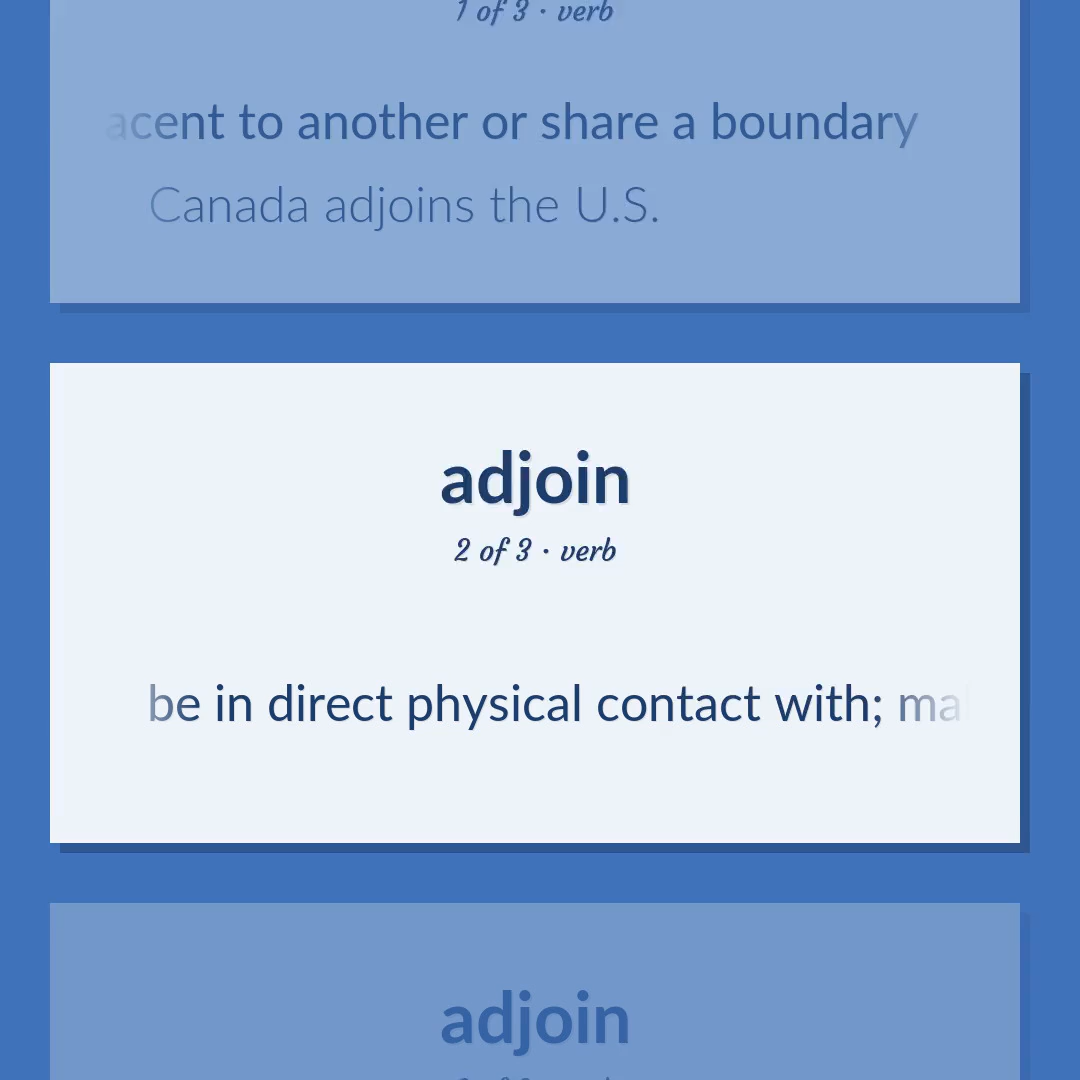 1 of 3 · verb
acent to another or share a boundary
Canada adjoins the U.S.
adjoin
2 of 3 · verb
be in direct physical contact with;
adjoin